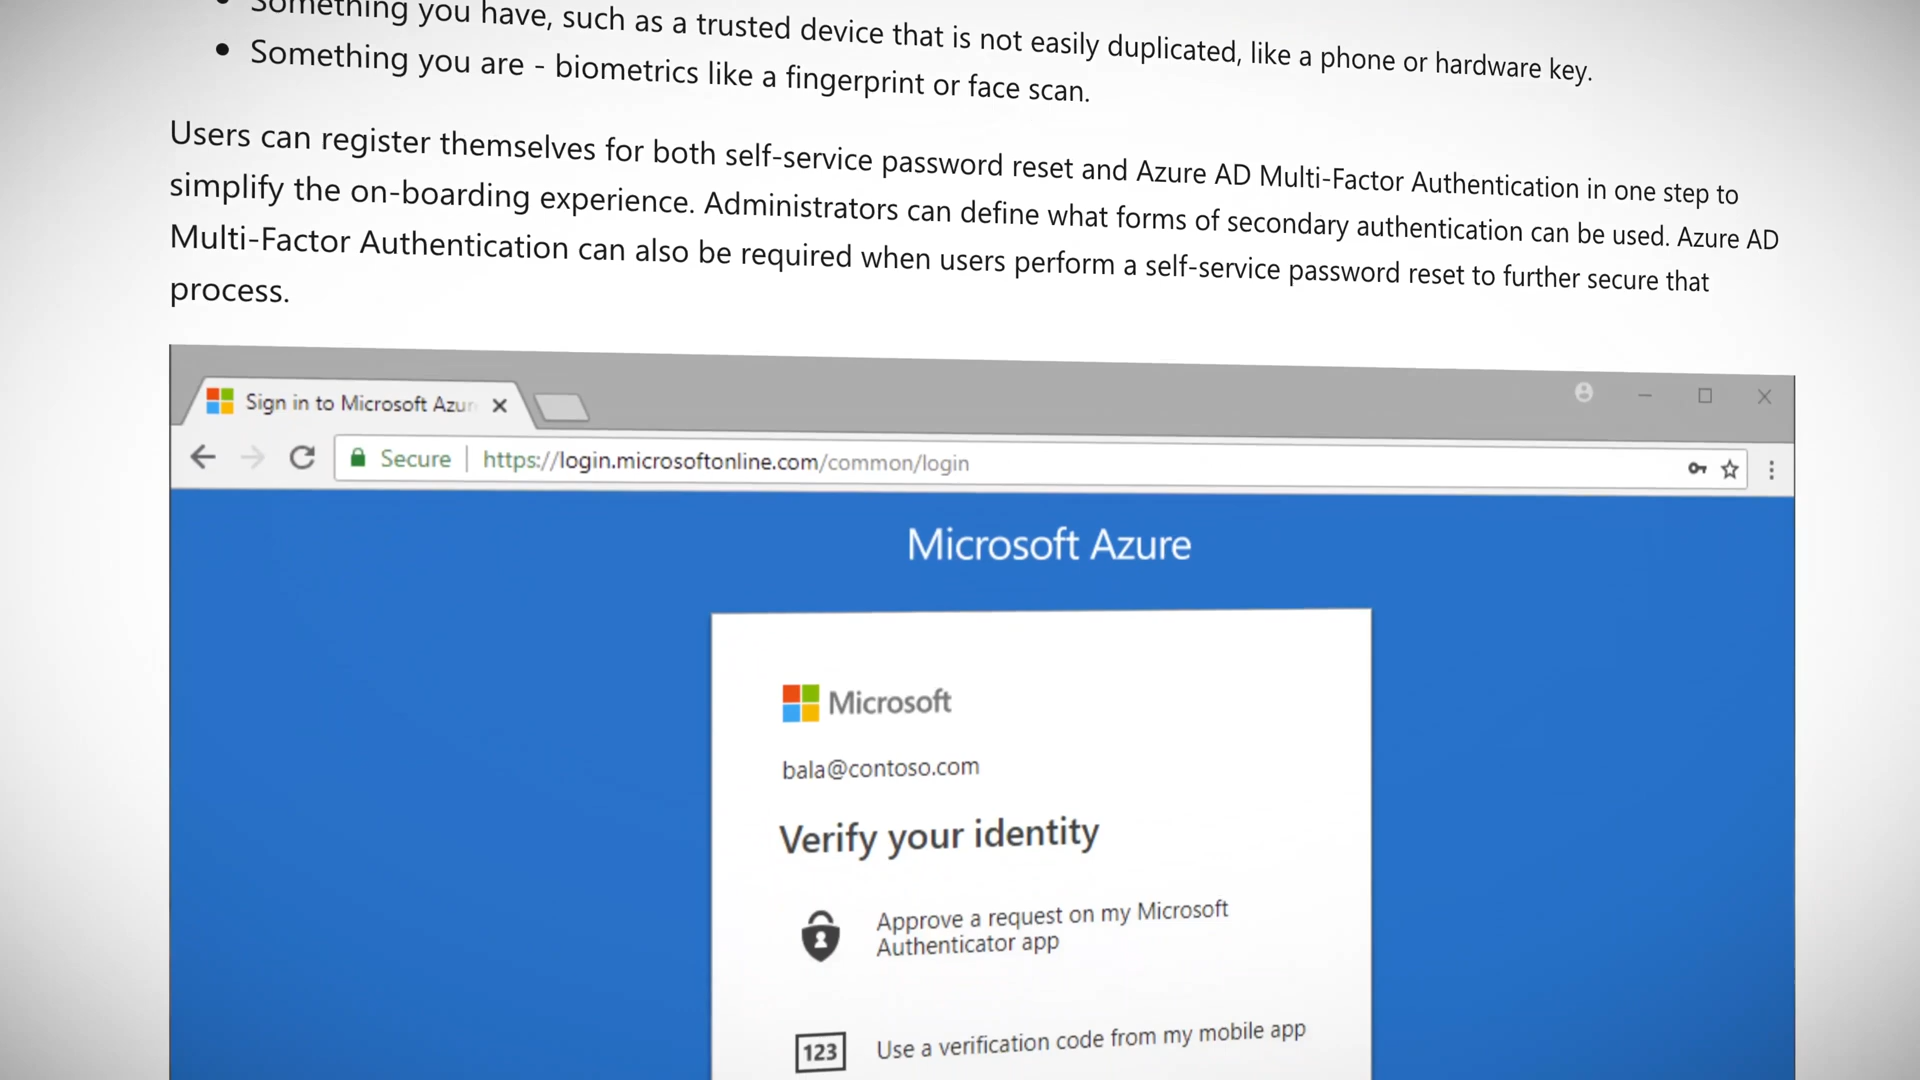 Something you have, such as a trusted device that is not easily duplicated, like a phone or hardware key.
Something you are - biometrics like a fingerprint or face scan.
Users can register themselves for both self-service password reset and Azure AD Multi-Factor Authentication in one step to
simplify the on-boarding experience. Administrators can define what forms of secondary authentication can be used. Azure AD
Multi-Factor Authentication can also be required when users perform a self-service password reset to further secure that
process.
Sign in to Microsoft Azur
Secure https://login.microsoftonline.com/common/login
Microsoft Azure
Microsoft
bala@contoso.com
Verify your identity
Approve a request on my Microsoft
Authenticator app
123 Use a verification code from my mobile app